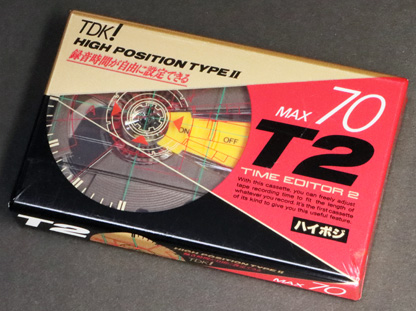 TDK!
HIGH POSITION TYPE II
録音時間が自由に設定できる
MAX 70
T2
ON
OFF
TIME EDITOR 2
With this cassette, you can freely adjust
tape recording time to fit the length of
whatever you record. It's the first cassette
of its kind to give you this useful feature.
ハイポジ
T2
HIGH POSITION TYPE II
TDK!
MAX 70